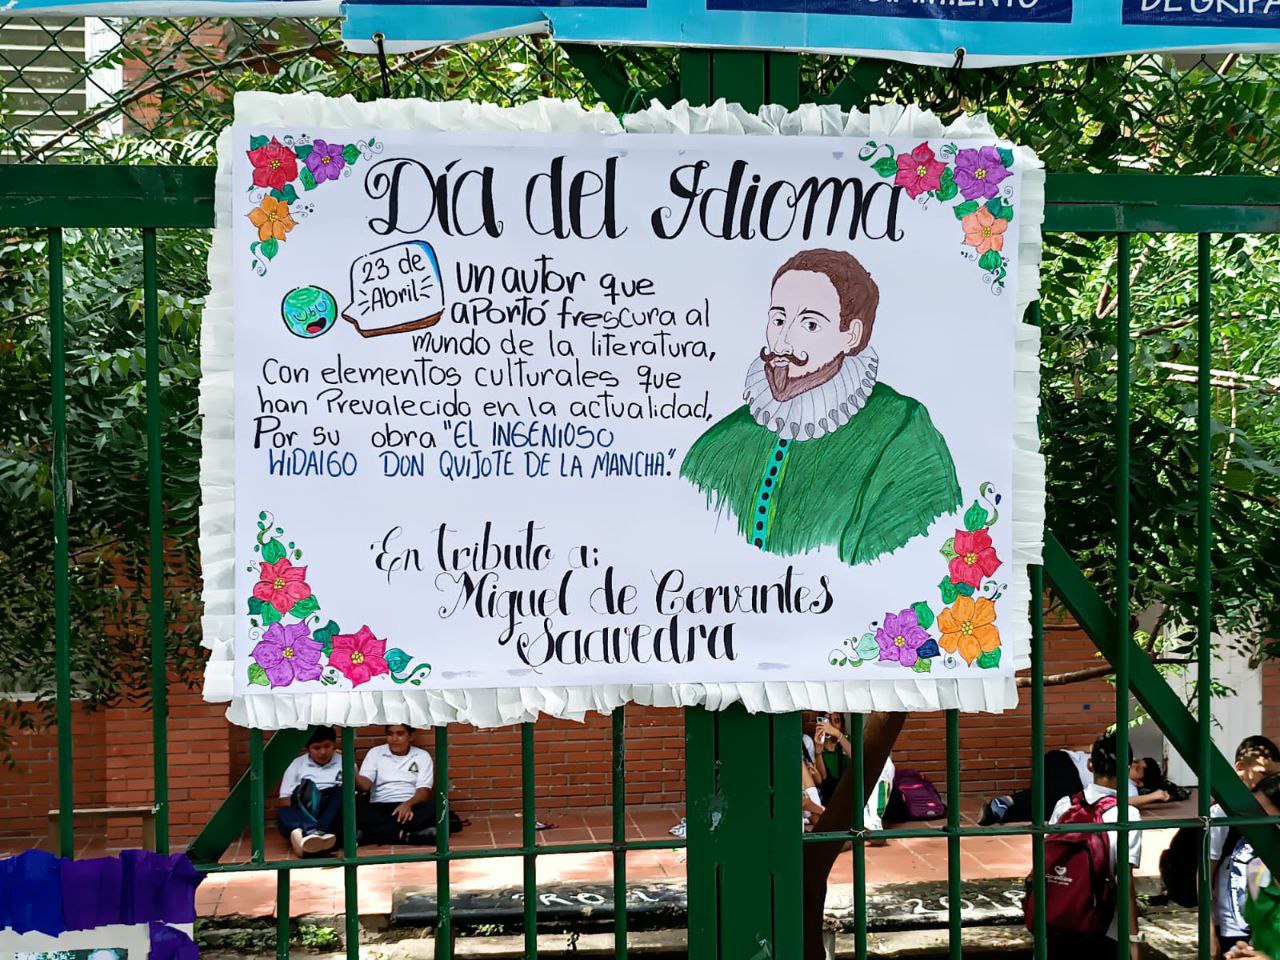 DE GRIPA
Día del Idioma
23 de
Abril
un autor que
aportó frescura al
mundo de la literatura,
Con elementos culturales que
han Prevalecido en la actualidad,
Por su obra "EL INGENIOSO
HIDALGO DON QUIJOTE DE LA MANCHA."
En tributo a:
Miguel de Cervantes
Saavedra